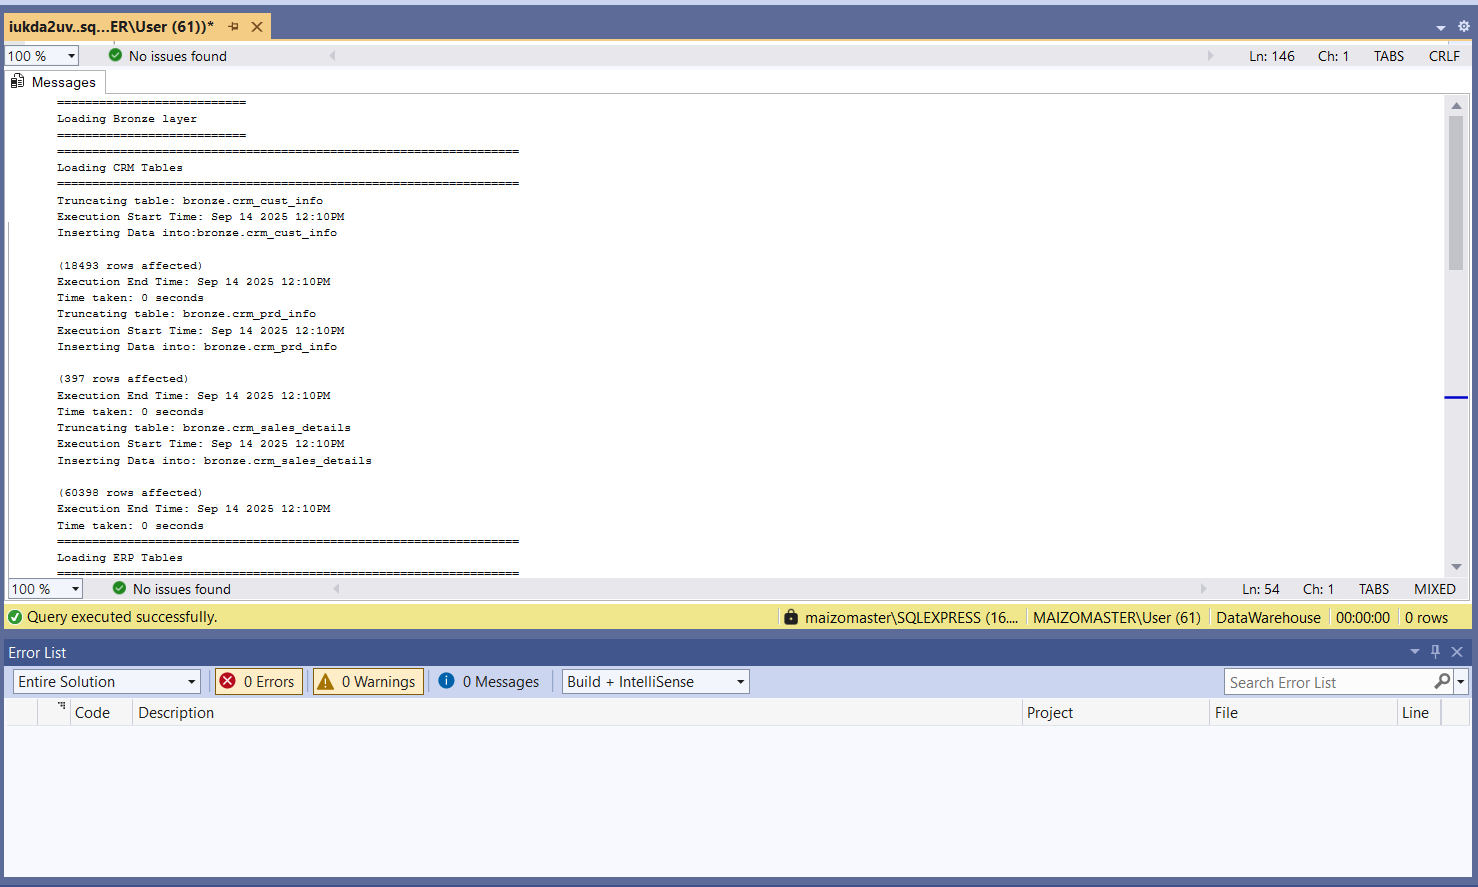 iukda2uv..sq...ER\User (61))*
100 %
No issues found
Ln: 146 Ch: 1 TABS CRLF
Messages
===========================
Loading Bronze layer
===========================
==================================================================
Loading CRM Tables
==================================================================
Truncating table: bronze.crm_cust_info
Execution Start Time: Sep 14 2025 12:10PM
Inserting Data into:bronze.crm_cust_info
(18493 rows affected)
Execution End Time: Sep 14 2025 12:10PM
Time taken: 0 seconds
Truncating table: bronze.crm_prd_info
Execution Start Time: Sep 14 2025 12:10PM
Inserting Data into: bronze.crm_prd_info
(397 rows affected)
Execution End Time: Sep 14 2025 12:10PM
Time taken: 0 seconds
Truncating table: bronze.crm_sales_details
Execution Start Time: Sep 14 2025 12:10PM
Inserting Data into: bronze.crm_sales_details
(60398 rows affected)
Execution End Time: Sep 14 2025 12:10PM
Time taken: 0 seconds
==================================================================
Loading ERP Tables
==================================================================
100 %
No issues found
Ln: 54 Ch: 1 TABS MIXED
Query executed successfully.
maizomaster\SQLEXPRESS (16.... MAIZOMASTER\User (61) DataWarehouse 00:00:00 0 rows
Error List
Entire Solution 0 Errors 0 Warnings 0 Messages Build + IntelliSense Search Error List
Code Description Project File Line